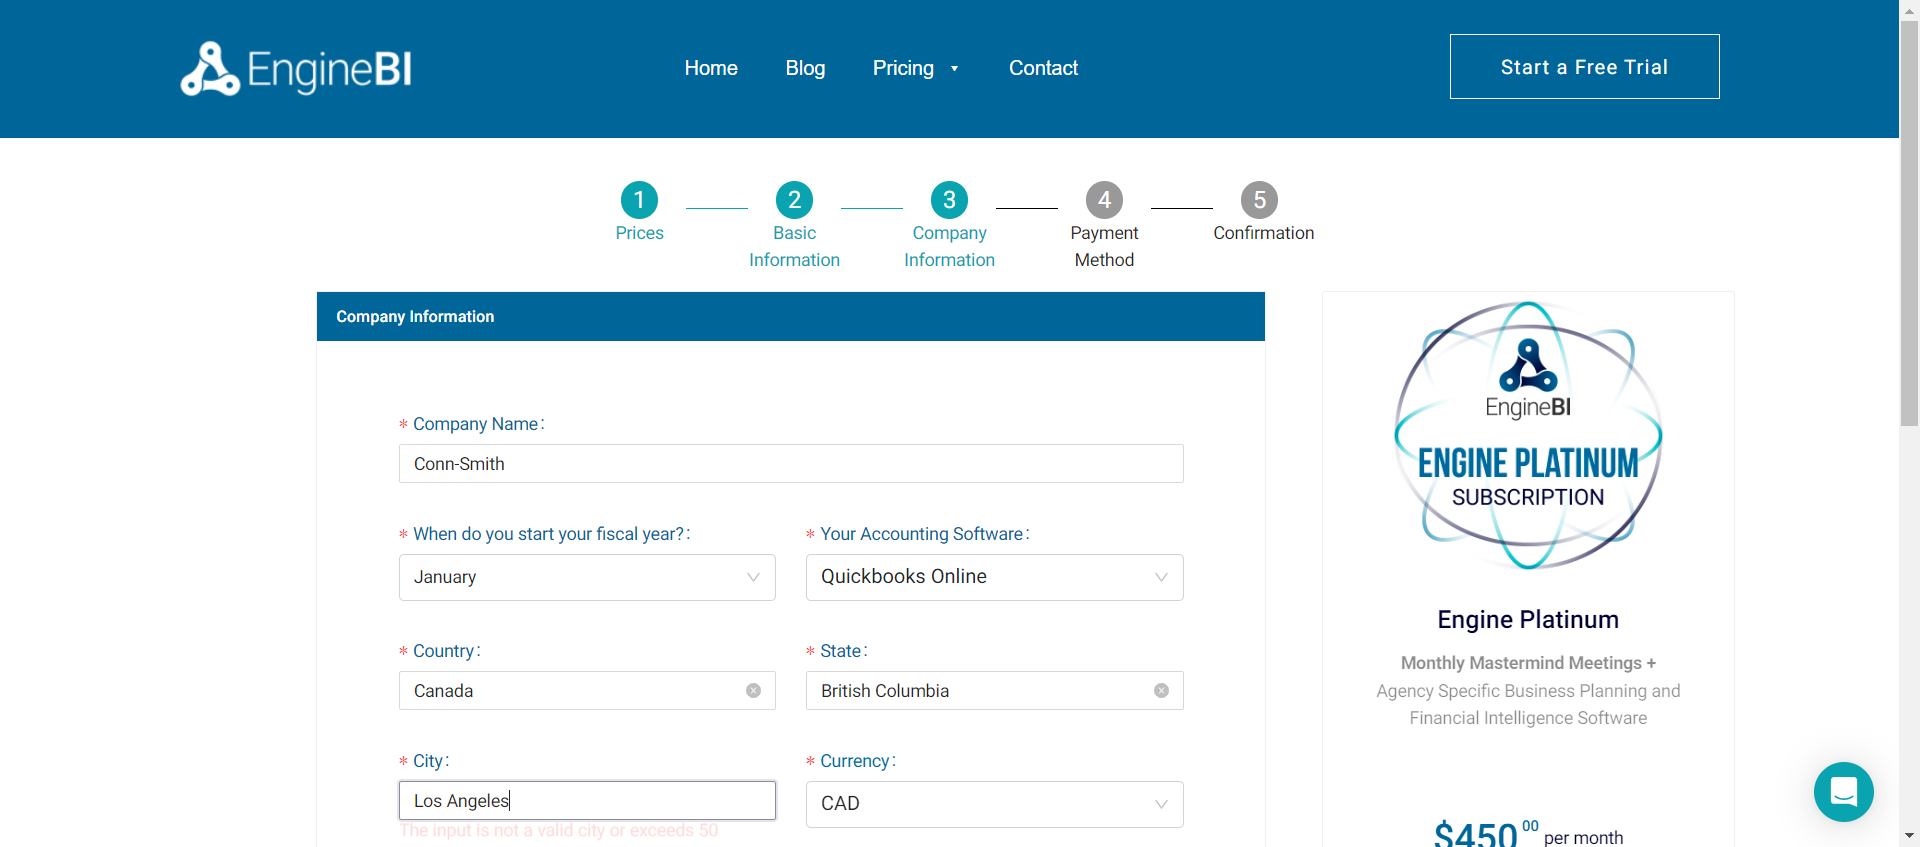 EngineBI
Home
Blog
Pricing
Contact
Start a Free Trial
1
2
3
4
5
Prices
Basic
Information
Company
Information
Payment
Method
Confirmation
Company Information
* Company Name:
Conn-Smith
* When do you start your fiscal year?:
* Your Accounting Software:
January
Quickbooks Online
* Country:
* State:
Canada
British Columbia
* City:
* Currency:
Los Angeles
CAD
The input is not a valid city or exceeds 50
EngineBI
ENGINE PLATINUM
SUBSCRIPTION
Engine Platinum
Monthly Mastermind Meetings +
Agency Specific Business Planning and
Financial Intelligence Software
$450 00 per month